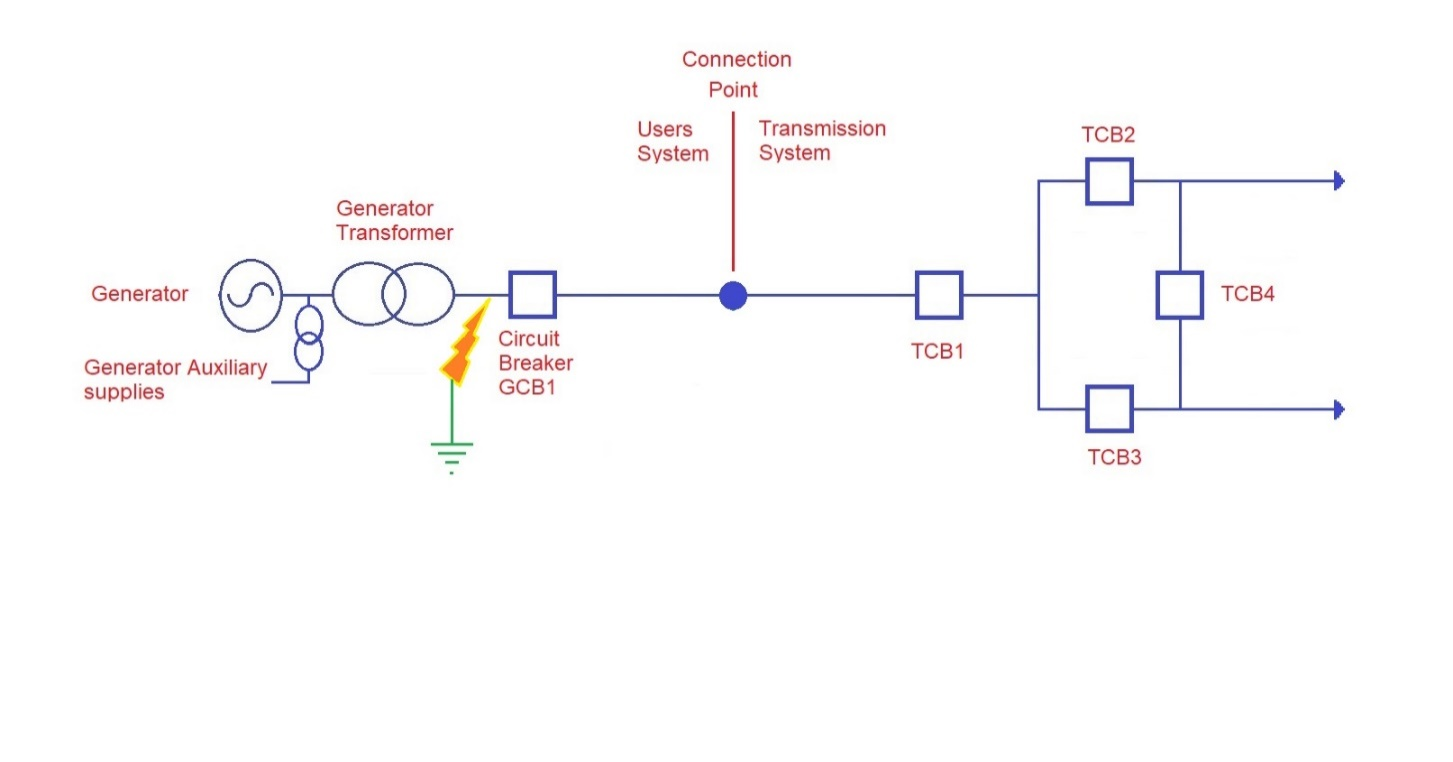 Connection
Point
Users
System
Transmission
System
TCB2
Generator
Transformer
Generator
TCB4
Circuit
Breaker
GCB1
TCB1
Generator Auxiliary
supplies
TCB3